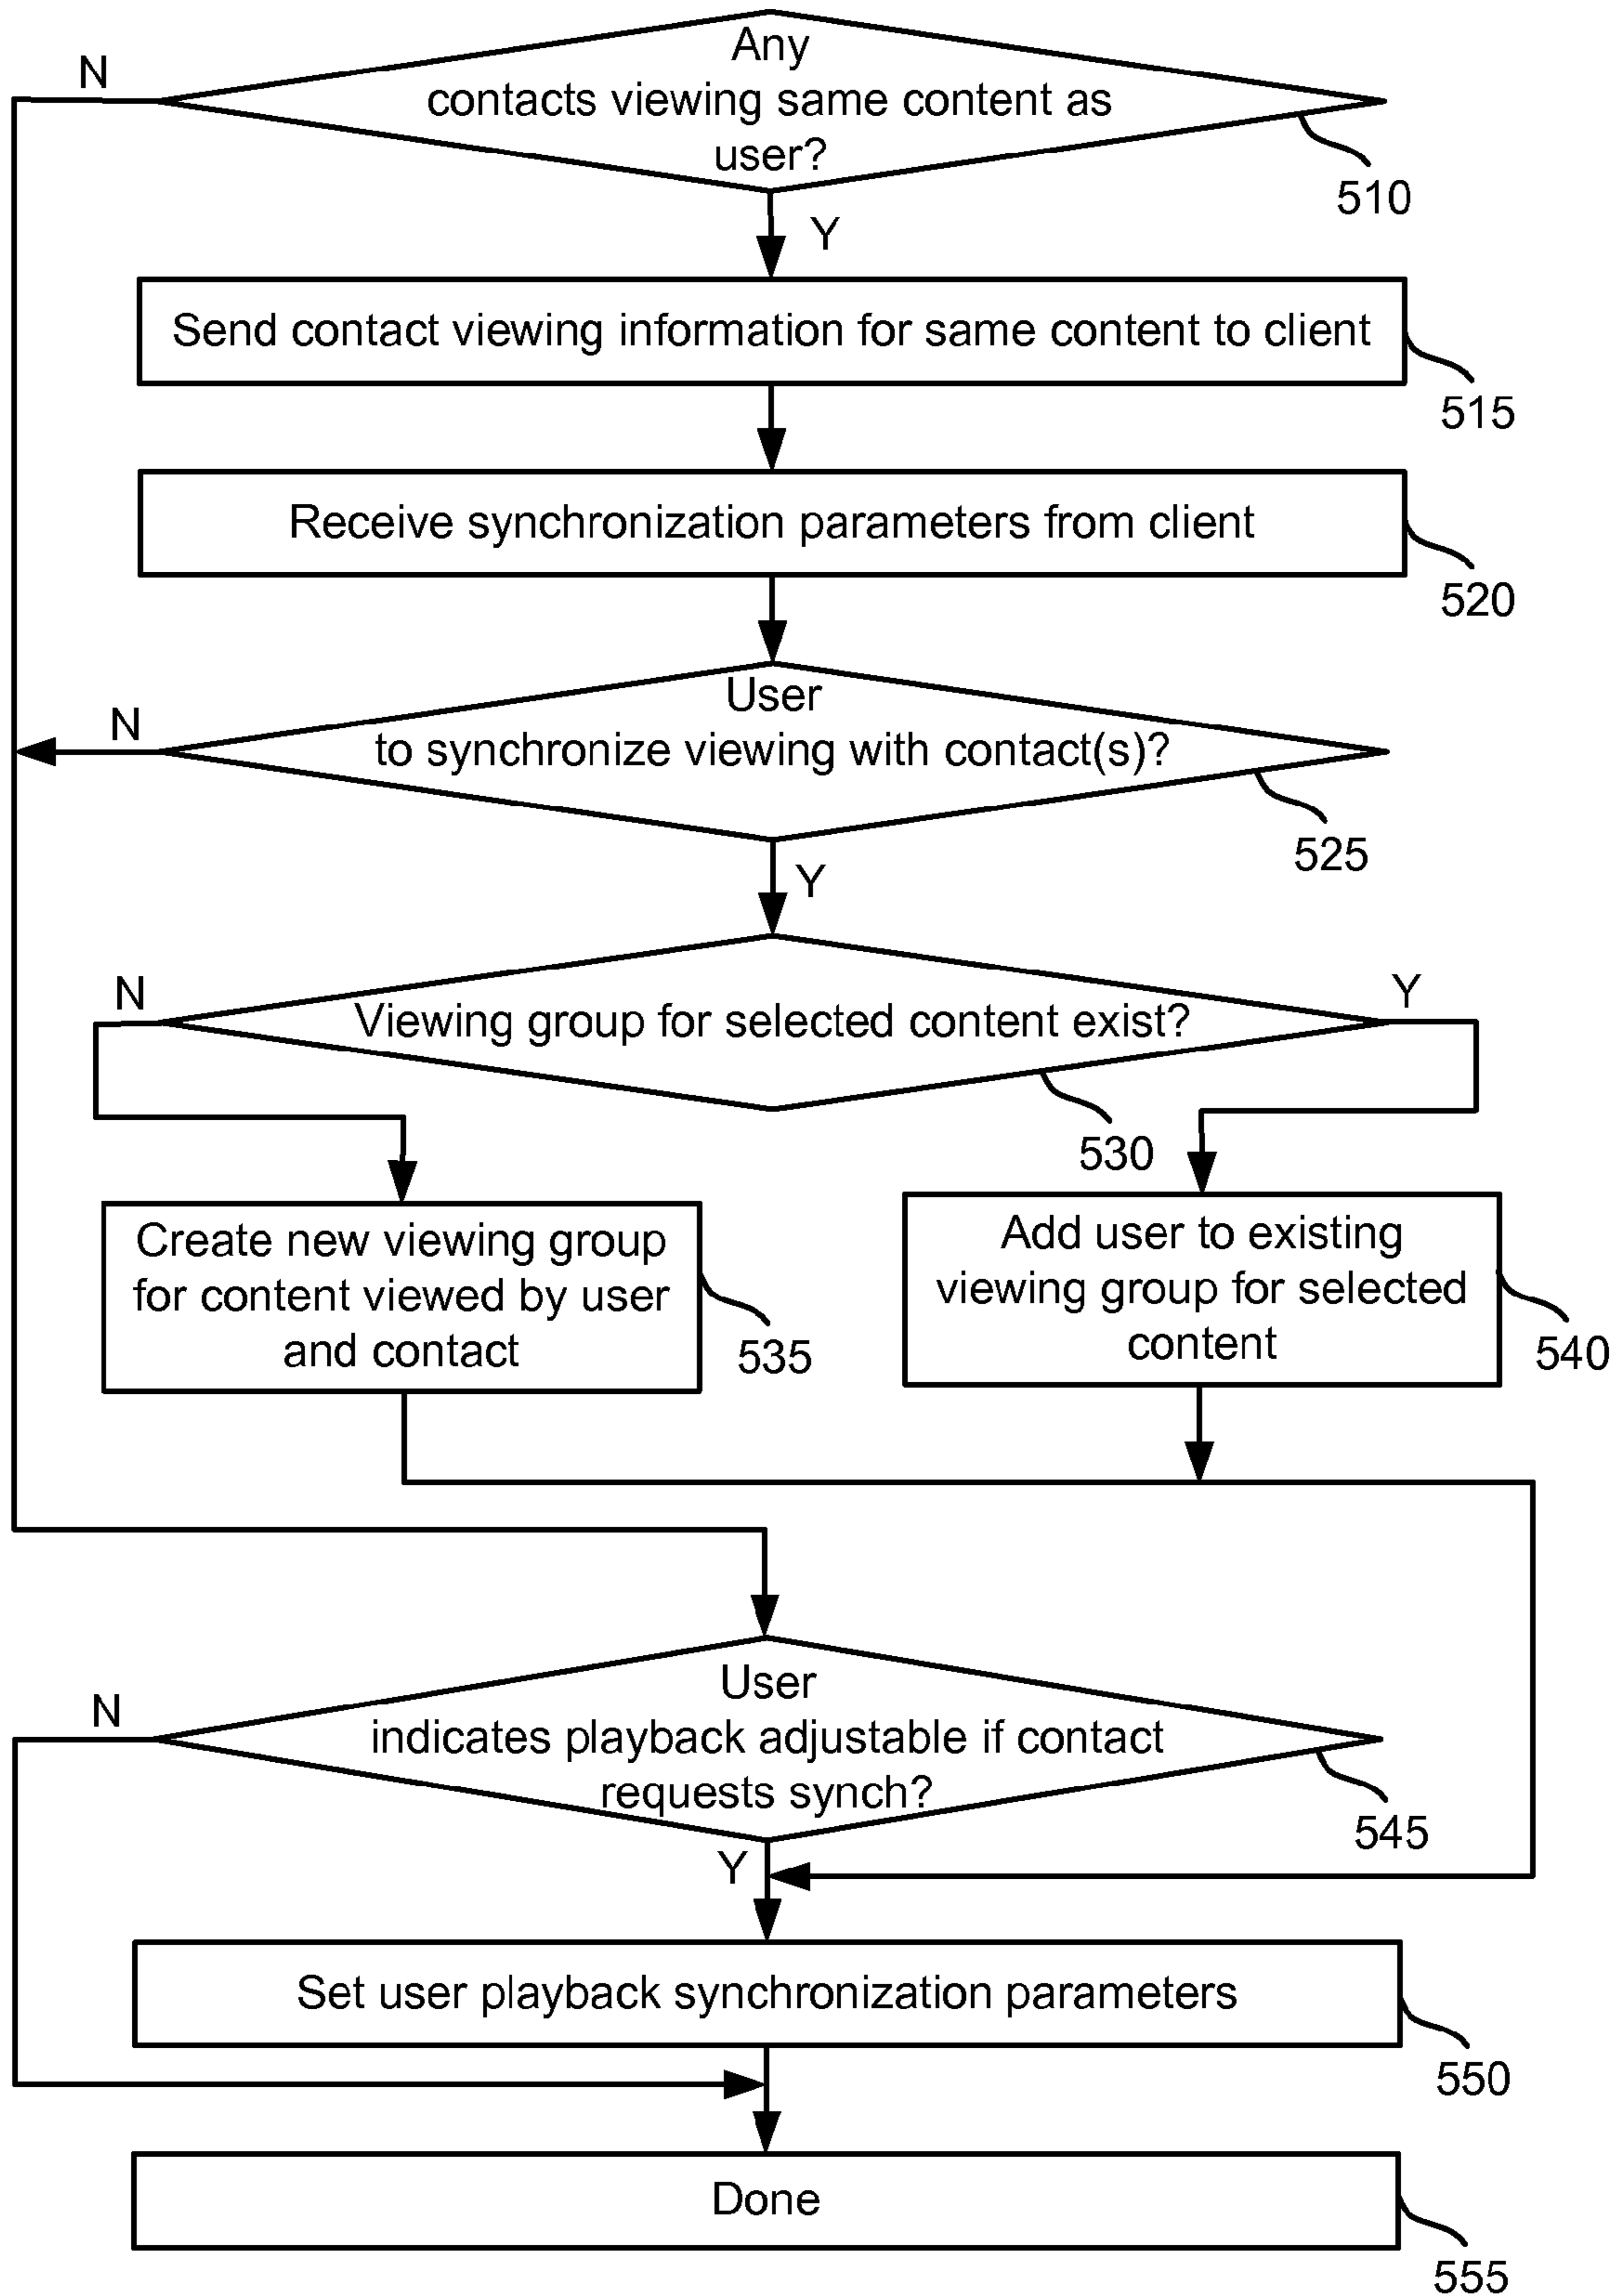 Any
N
contacts viewing same content as
user?
510
Y
Send contact viewing information for same content to client
515
Receive synchronization parameters from client
520
User
N
to synchronize viewing with contact(s)?
525
Y
N
Y
Viewing group for selected content exist?
530
Create new viewing group
for content viewed by user
and contact
535
Add user to existing
viewing group for selected
content
540
User
N
indicates playback adjustable if contact
requests synch?
545
Y
Set user playback synchronization parameters
550
Done
555